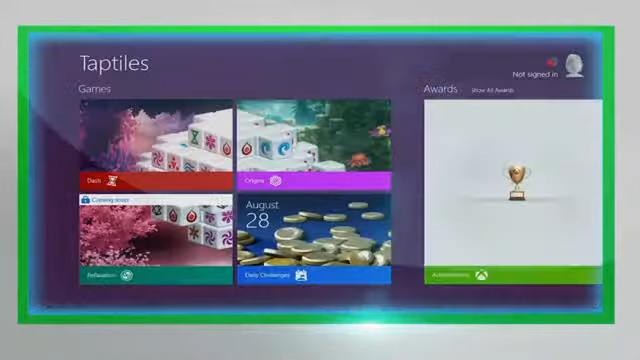 Taptiles
Not signed in
Games
Awards Show All Awards
Dash
Origins
Coming soon
August
28
Relaxation
Daily Challenges
Achievements